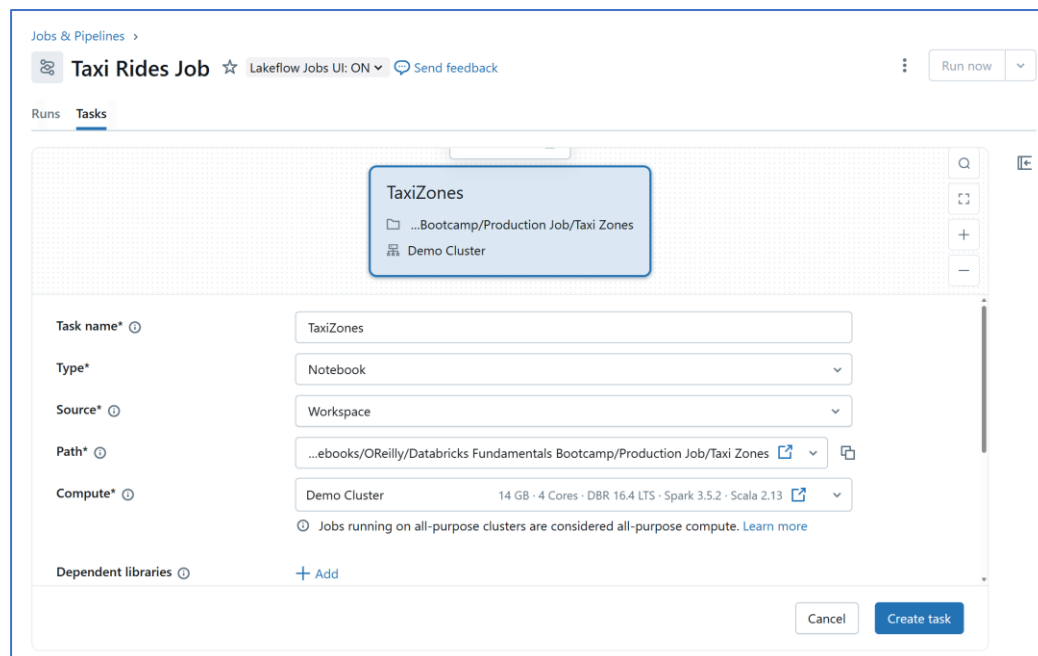 Jobs & Pipelines ›
Taxi Rides Job Lakeflow Jobs UI: ON Send feedback Run now
Runs Tasks
TaxiZones
...Bootcamp/Production Job/Taxi Zones
Demo Cluster
Task name* TaxiZones
Type* Notebook
Source* Workspace
Path* ...ebooks/OReilly/Databricks Fundamentals Bootcamp/Production Job/Taxi Zones
Compute* Demo Cluster 14 GB · 4 Cores · DBR 16.4 LTS · Spark 3.5.2 · Scala 2.13
Jobs running on all-purpose clusters are considered all-purpose compute. Learn more
Dependent libraries + Add
Cancel Create task